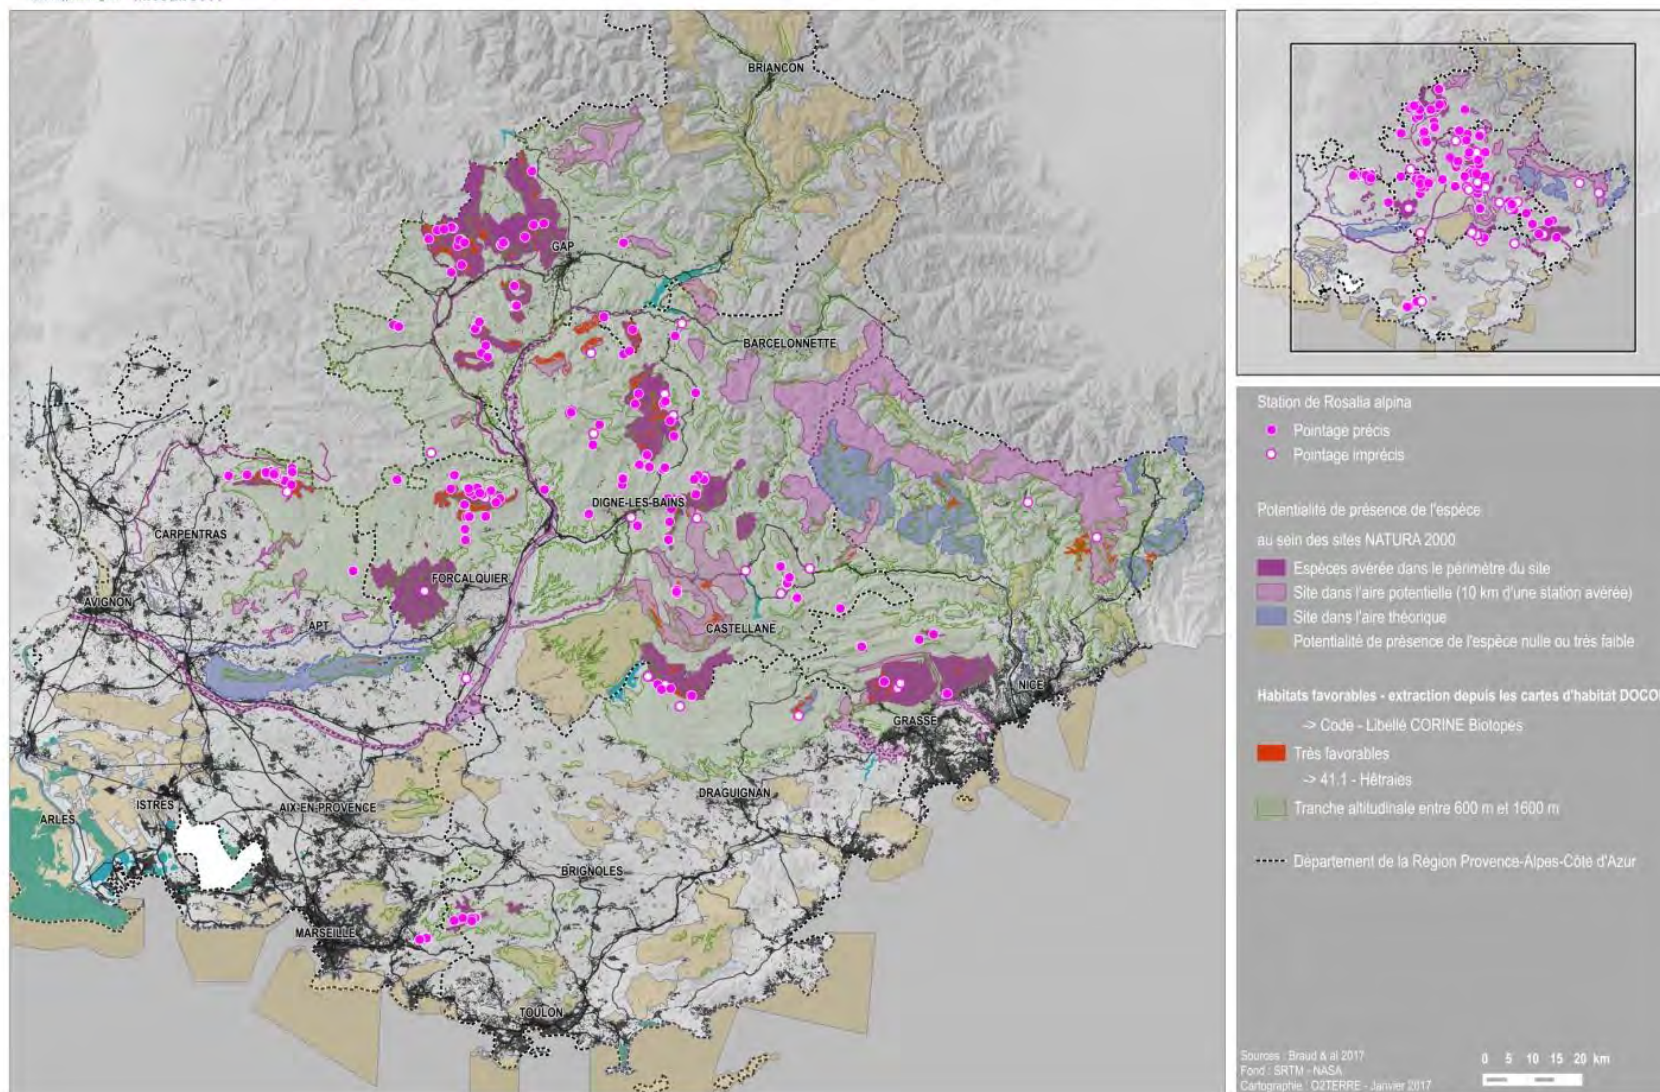 BRIANCON
GAP
BARCELONNETTE
DIGNE-LES-BAINS
CARPENTRAS
FORCALQUIER
AVIGNON
APT
CASTELLANE
NICE
GRASSE
DRAGUIGNAN
ISTRES
AIX-EN-PROVENCE
ARLES
BRIGNOLES
MARSEILLE
TOULON
Station de Rosalia alpina
Pointage précis
Pointage imprécis
Potentialité de présence de l'espèce
au sein des sites NATURA 2000
Espèces avérée dans le périmètre du site
Site dans l'aire potentielle (10 km d'une station avérée)
Site dans l'aire théorique
Potentialité de présence de l'espèce nulle ou très faible
Habitats favorables - extraction depuis les cartes d'habitat DOCO
-> Code - Libellé CORINE Biotopes
Très favorables
-> 41.1 - Hêtraies
Tranche altitudinale entre 600 m et 1600 m
Département de la Région Provence-Alpes-Côte d'Azur
Sources : Braud & al 2017
Fond : SRTM - NASA
Cartographie : O2TERRE - Janvier 2017
0 5 10 15 20 km